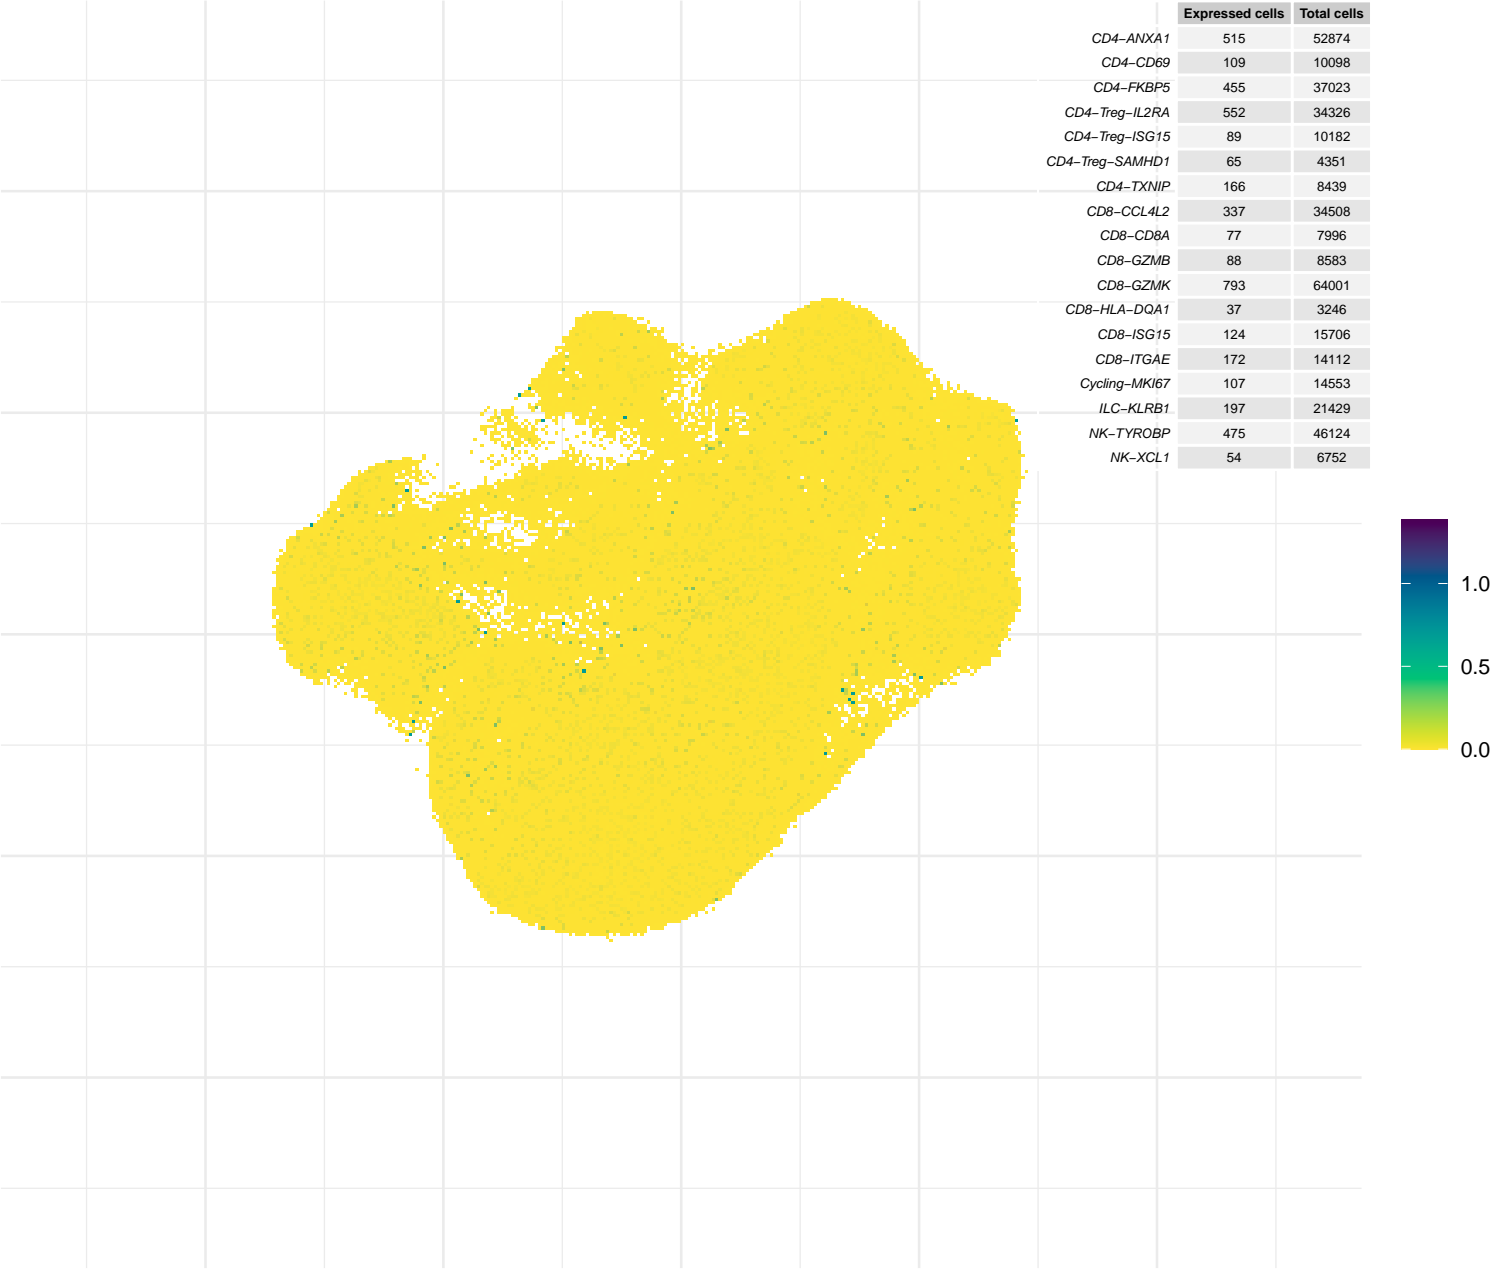 Expressed cells Total cells
CD4−ANXA1 515 52874
CD4−CD69 109 10098
CD4−FKBP5 455 37023
CD4−Treg−IL2RA 552 34326
CD4−Treg−ISG15 89 10182
CD4−Treg−SAMHD1 65 4351
CD4−TXNIP 166 8439
CD8−CCL4L2 337 34508
CD8−CD8A 77 7996
CD8−GZMB 88 8583
CD8−GZMK 793 64001
CD8−HLA−DQA1 37 3246
CD8−ISG15 124 15706
CD8−ITGAE 172 14112
Cycling−MKI67 107 14553
ILC−KLRB1 197 21429
NK−TYROBP 475 46124
NK−XCL1 54 6752
1.0
0.5
0.0